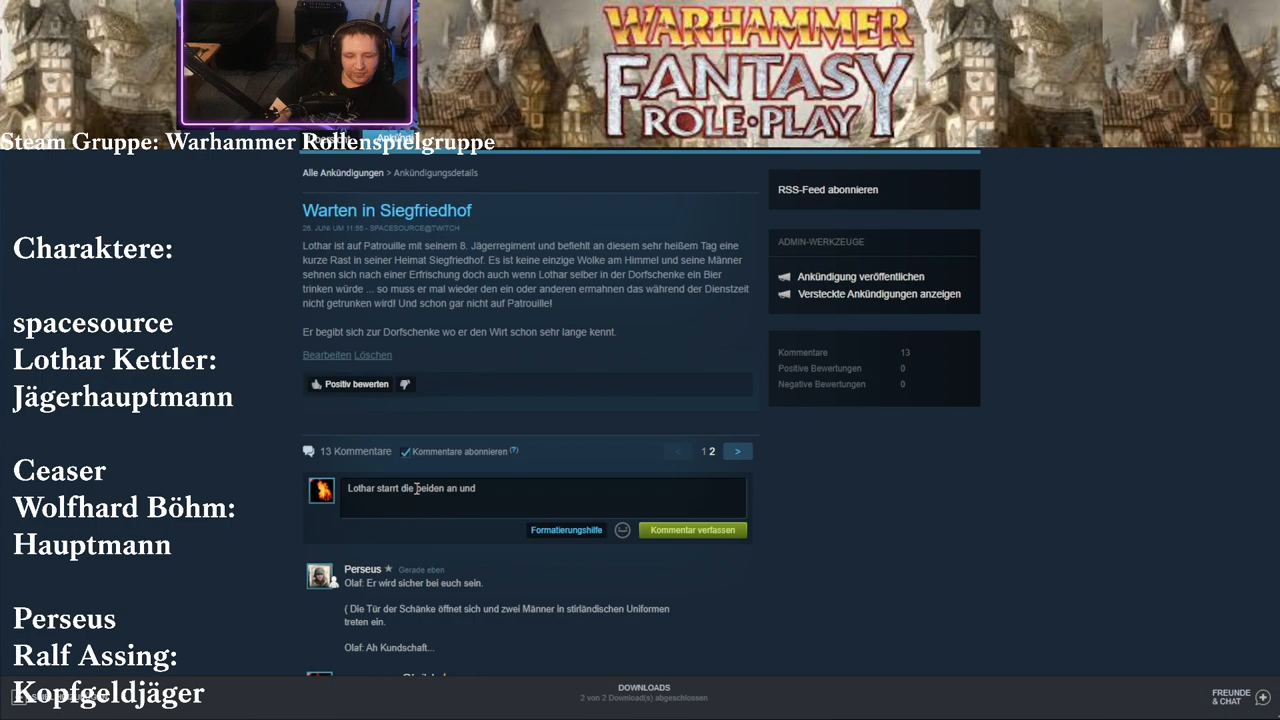 WARHAMMER
FANTASY
ROLE-PLAY
Steam Gruppe: Warhammer Rollenspielgruppe
Alle Ankündigungen > Ankündigungsdetails
Warten in Siegfriedhof
28. JUNI UM 11:55 - SPACESOURCE@TWITCH
Lothar ist auf Patrouille mit seinem 8. Jägerregiment und befiehlt an diesem sehr heißem Tag eine
kurze Rast in seiner Heimat Siegfriedhof. Es ist keine einzige Wolke am Himmel und seine Männer
sehnen sich nach einer Erfrischung doch auch wenn Lothar selber in der Dorfschenke ein Bier
trinken würde ... so muss er mal wieder den ein oder anderen ermahnen das während der Dienstzeit
nicht getrunken wird! Und schon gar nicht auf Patrouille!
Er begibt sich zur Dorfschenke wo er den Wirt schon sehr lange kennt.
Bearbeiten Löschen
Positiv bewerten
13 Kommentare Kommentare abonnieren (?) < 1 2 >
Lothar starrt die beiden an und
Formatierungshilfe Kommentar verfassen
Perseus Gerade eben
Olaf: Er wird sicher bei euch sein.
( Die Tür der Schänke öffnet sich und zwei Männer in stirländischen Uniformen
treten ein.
Olaf: Ah Kundschaft...
RSS-Feed abonnieren
ADMIN-WERKZEUGE
Ankündigung veröffentlichen
Versteckte Ankündigungen anzeigen
Kommentare 13
Positive Bewertungen 0
Negative Bewertungen 0
Charaktere:
spacesource
Lothar Kettler:
Jägerhauptmann
Ceaser
Wolfhard Böhm:
Hauptmann
Perseus
Ralf Assing:
Kopfgeldjäger
DOWNLOADS
2 von 2 Download(s) abgeschlossen
FREUNDE
& CHAT